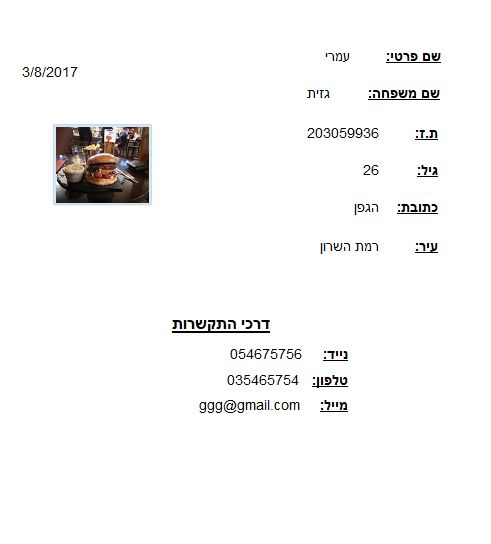 שם פרטי: עמרי
3/8/2017
שם משפחה: גזית
ת.ז: 203059936
גיל: 26
כתובת: הגפן
עיר: רמת השרון
דרכי התקשרות
נייד: 054675756
טלפון: 035465754
מייל: ggg@gmail.com